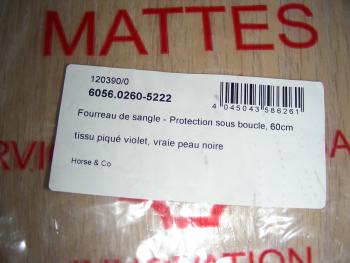 MATTES
120390/0
6056.0260-5222
4 045043 586261
Fourreau de sangle - Protection sous boucle, 60cm
tissu piqué violet, vraie peau noire
Horse & Co